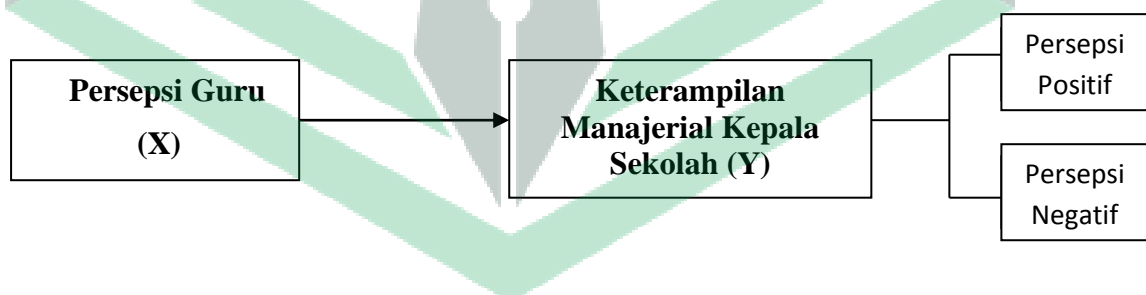 Persepsi Guru
(X)
Keterampilan
Manajerial Kepala
Sekolah (Y)
Persepsi
Positif
Persepsi
Negatif